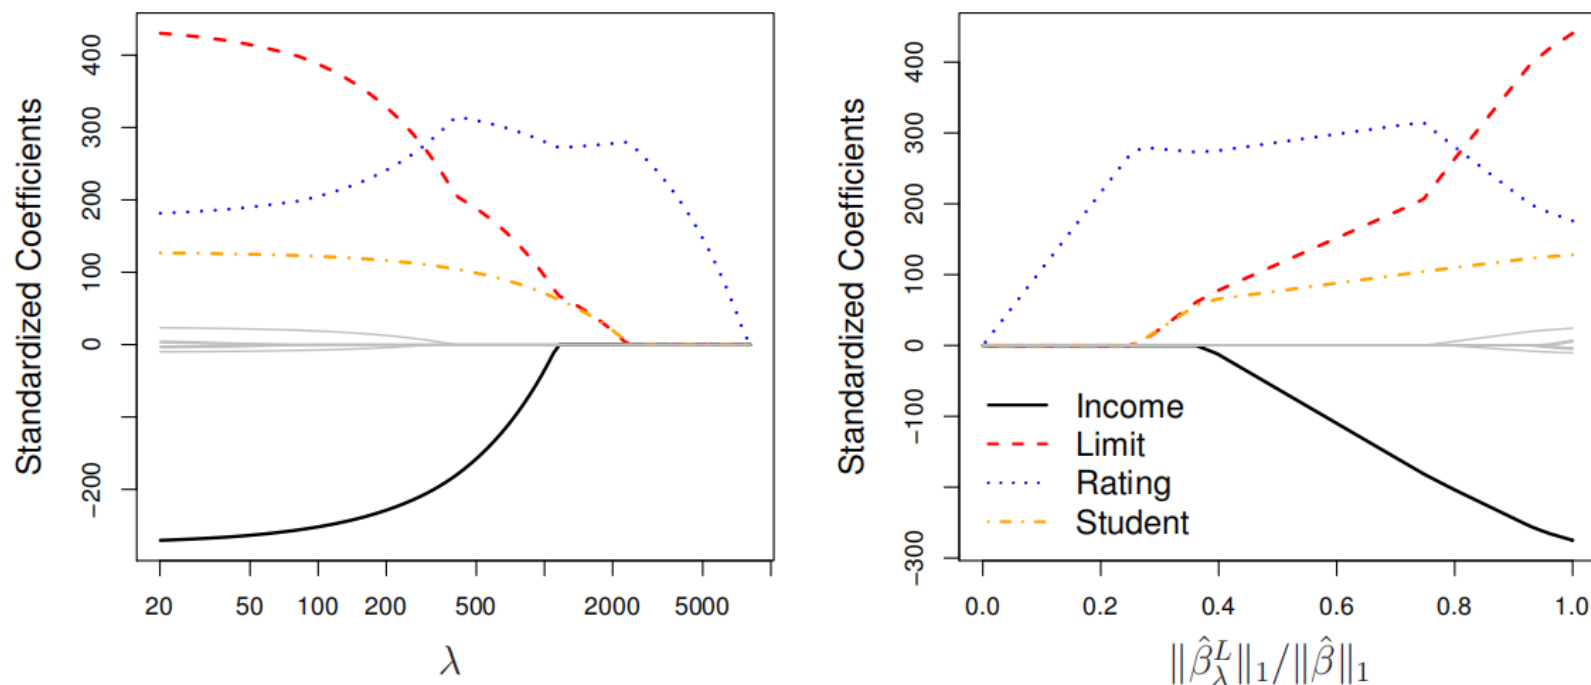 Standardized Coefficients
400
300
200
100
0
−200
20 50 100 200 500 2000 5000
λ
Standardized Coefficients
400
300
200
100
0
−100
−300
Income
Limit
Rating
Student
0.0 0.2 0.4 0.6 0.8 1.0
‖β̂λᴸ‖₁/‖β̂‖₁